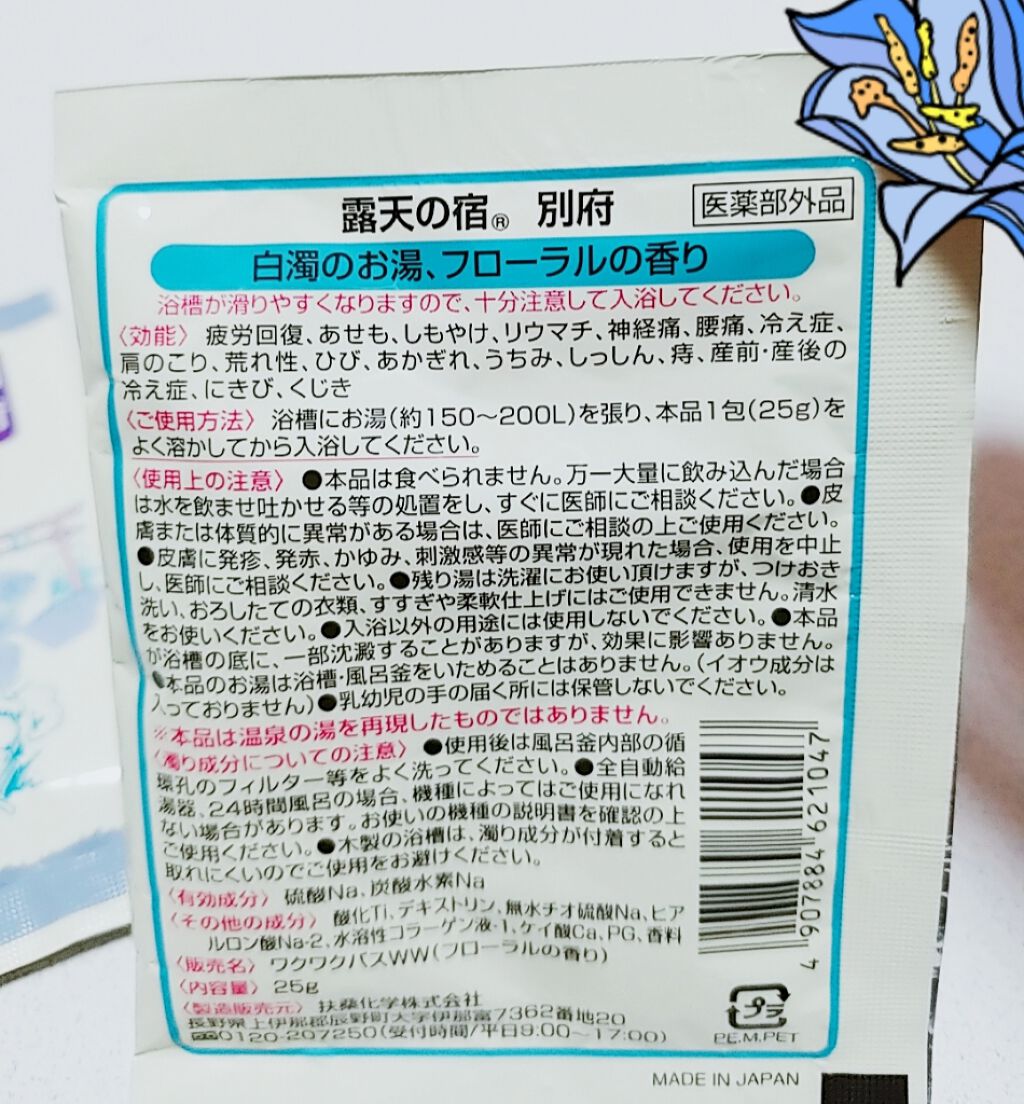 露天の宿® 別府
医薬部外品
白濁のお湯、フローラルの香り
浴槽が滑りやすくなりますので、十分注意して入浴してください。
〈効能〉 疲労回復、あせも、しもやけ、リウマチ、神経痛、腰痛、冷え症、
肩のこり、荒れ性、ひび、あかぎれ、うちみ、しっしん、痔、産前・産後の
冷え症、にきび、くじき
〈ご使用方法〉 浴槽にお湯(約150〜200L)を張り、本品1包(25g)を
よく溶かしてから入浴してください。
〈使用上の注意〉 ●本品は食べられません。万一大量に飲み込んだ場合
は水を飲ませ吐かせる等の処置をし、すぐに医師にご相談ください。●皮
膚または体質的に異常がある場合は、医師にご相談の上ご使用ください。
●皮膚に発疹、発赤、かゆみ、刺激感等の異常が現れた場合、使用を中止
し、医師にご相談ください。●残り湯は洗濯にお使い頂けますが、つけおき
洗い、おろしたての衣類、すすぎや柔軟仕上げにはご使用できません。清水
をお使いください。●入浴以外の用途には使用しないでください。●本品
が浴槽の底に、一部沈澱することがありますが、効果に影響ありません。
●本品のお湯は浴槽・風呂釜をいためることはありません。(イオウ成分は
入っておりません)●乳幼児の手の届く所には保管しないでください。
※本品は温泉の湯を再現したものではありません。
〈濁り成分についての注意〉 ●使用後は風呂釜内部の循
環孔のフィルター等をよく洗ってください。●全自動給
湯器、24時間風呂の場合、機種によってはご使用になれ
ない場合があります。お使いの機種の説明書を確認の上
ご使用ください。●木製の浴槽は、濁り成分が付着すると
取れにくいのでご使用をお避けください。
〈有効成分〉 硫酸Na、炭酸水素Na
〈その他の成分〉 酸化Ti、デキストリン、無水チオ硫酸Na、ヒア
ルロン酸Na-2、水溶性コラーゲン液-1、ケイ酸Ca、PG、香料
〈販売名〉 ワクワクバスWW(フローラルの香り)
〈内容量〉 25g
〈製造販売元〉 扶桑化学株式会社
長野県上伊那郡辰野町大字伊那富7362番地20
0120-207250(受付時間/平日9:00〜17:00)
4 907884 621047
プラ
PE.M.PET
MADE IN JAPAN